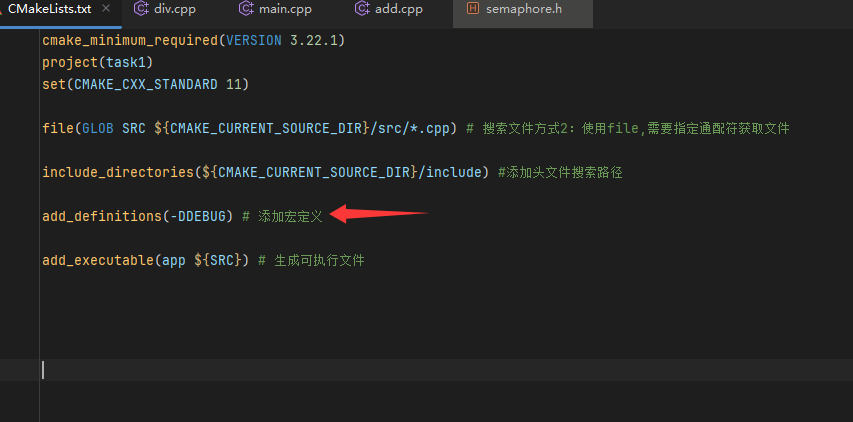 CMakeLists.txt × div.cpp main.cpp add.cpp semaphore.h
cmake_minimum_required(VERSION 3.22.1)
project(task1)
set(CMAKE_CXX_STANDARD 11)
file(GLOB SRC ${CMAKE_CURRENT_SOURCE_DIR}/src/*.cpp) # 搜索文件方式2：使用file,需要指定通配符获取文件
include_directories(${CMAKE_CURRENT_SOURCE_DIR}/include) #添加头文件搜索路径
add_definitions(-DDEBUG) # 添加宏定义
add_executable(app ${SRC}) # 生成可执行文件